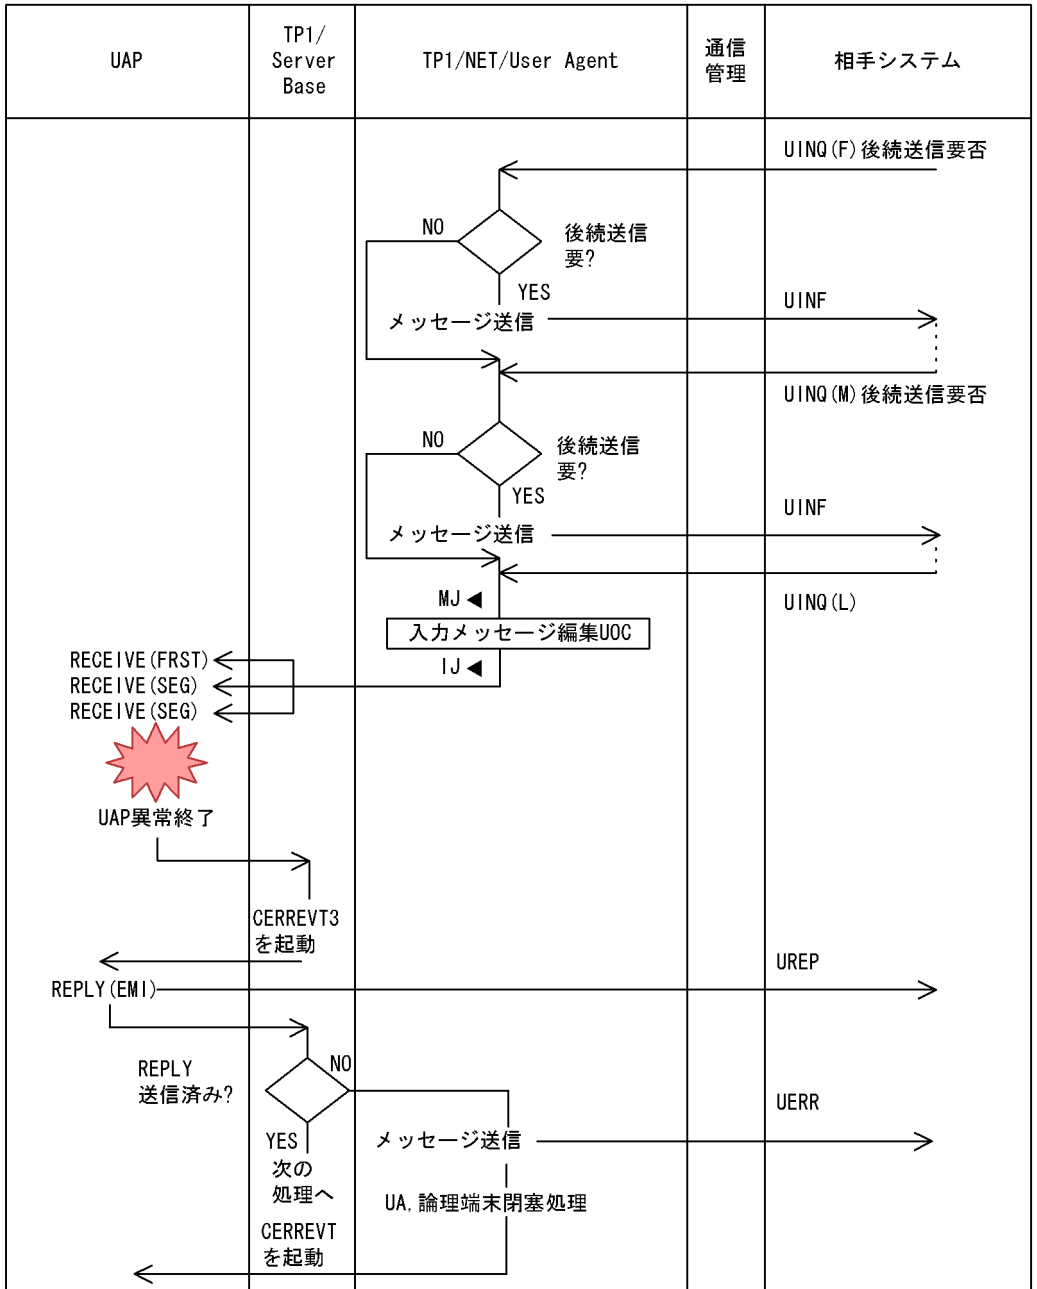 UAP
TP1/
Server
Base
TP1/NET/User Agent
通信
管理
相手システム
UINQ(F)後続送信要否
NO
後続送信
要?
YES
メッセージ送信
UINF
UINQ(M)後続送信要否
NO
後続送信
要?
YES
メッセージ送信
UINF
MJ
UINQ(L)
入力メッセージ編集UOC
RECEIVE(FRST)
IJ
RECEIVE(SEG)
RECEIVE(SEG)
UAP異常終了
CERREVT3
を起動
UREP
REPLY(EMI)
REPLY
送信済み?
NO
UERR
YES
メッセージ送信
次の
処理へ
UA,論理端末閉塞処理
CERREVT
を起動